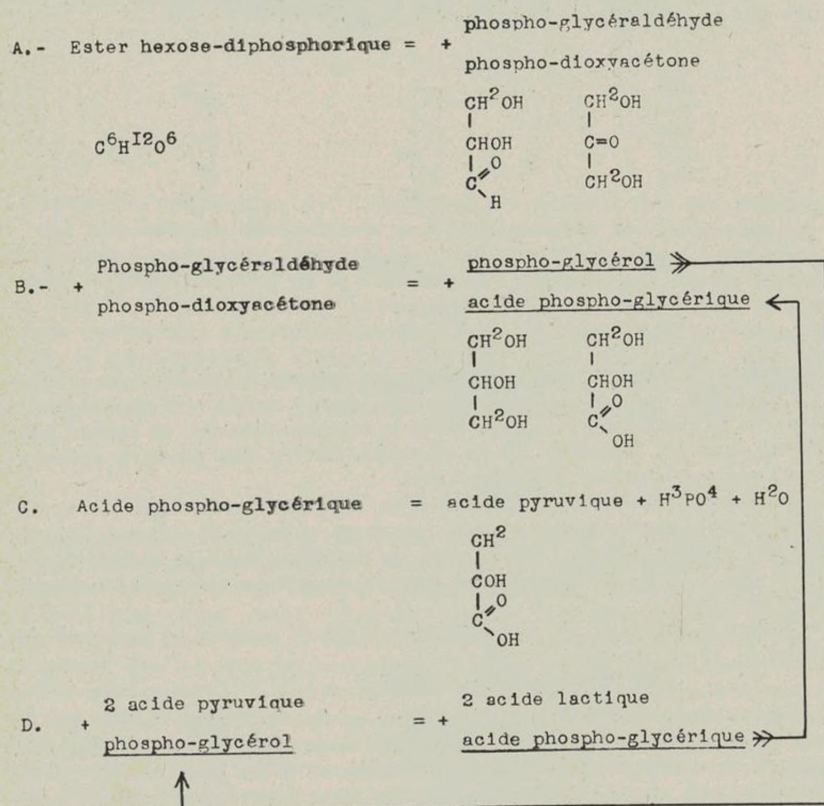 phospho-glycéraldéhyde
A.- Ester hexose-diphosphorique = +
phospho-dioxyacétone
CH²OH CH²OH
C⁶H¹²O⁶ CHOH C=O
C O CH²OH
H
Phospho-glycéraldéhyde phospho-glycérol
B.- + = +
phospho-dioxyacétone acide phospho-glycérique
CH²OH CH²OH
CHOH CHOH
CH²OH C O
OH
C. Acide phospho-glycérique = acide pyruvique + H³PO⁴ + H²O
CH²
COH
C O
OH
2 acide pyruvique 2 acide lactique
D. + = +
phospho-glycérol acide phospho-glycérique